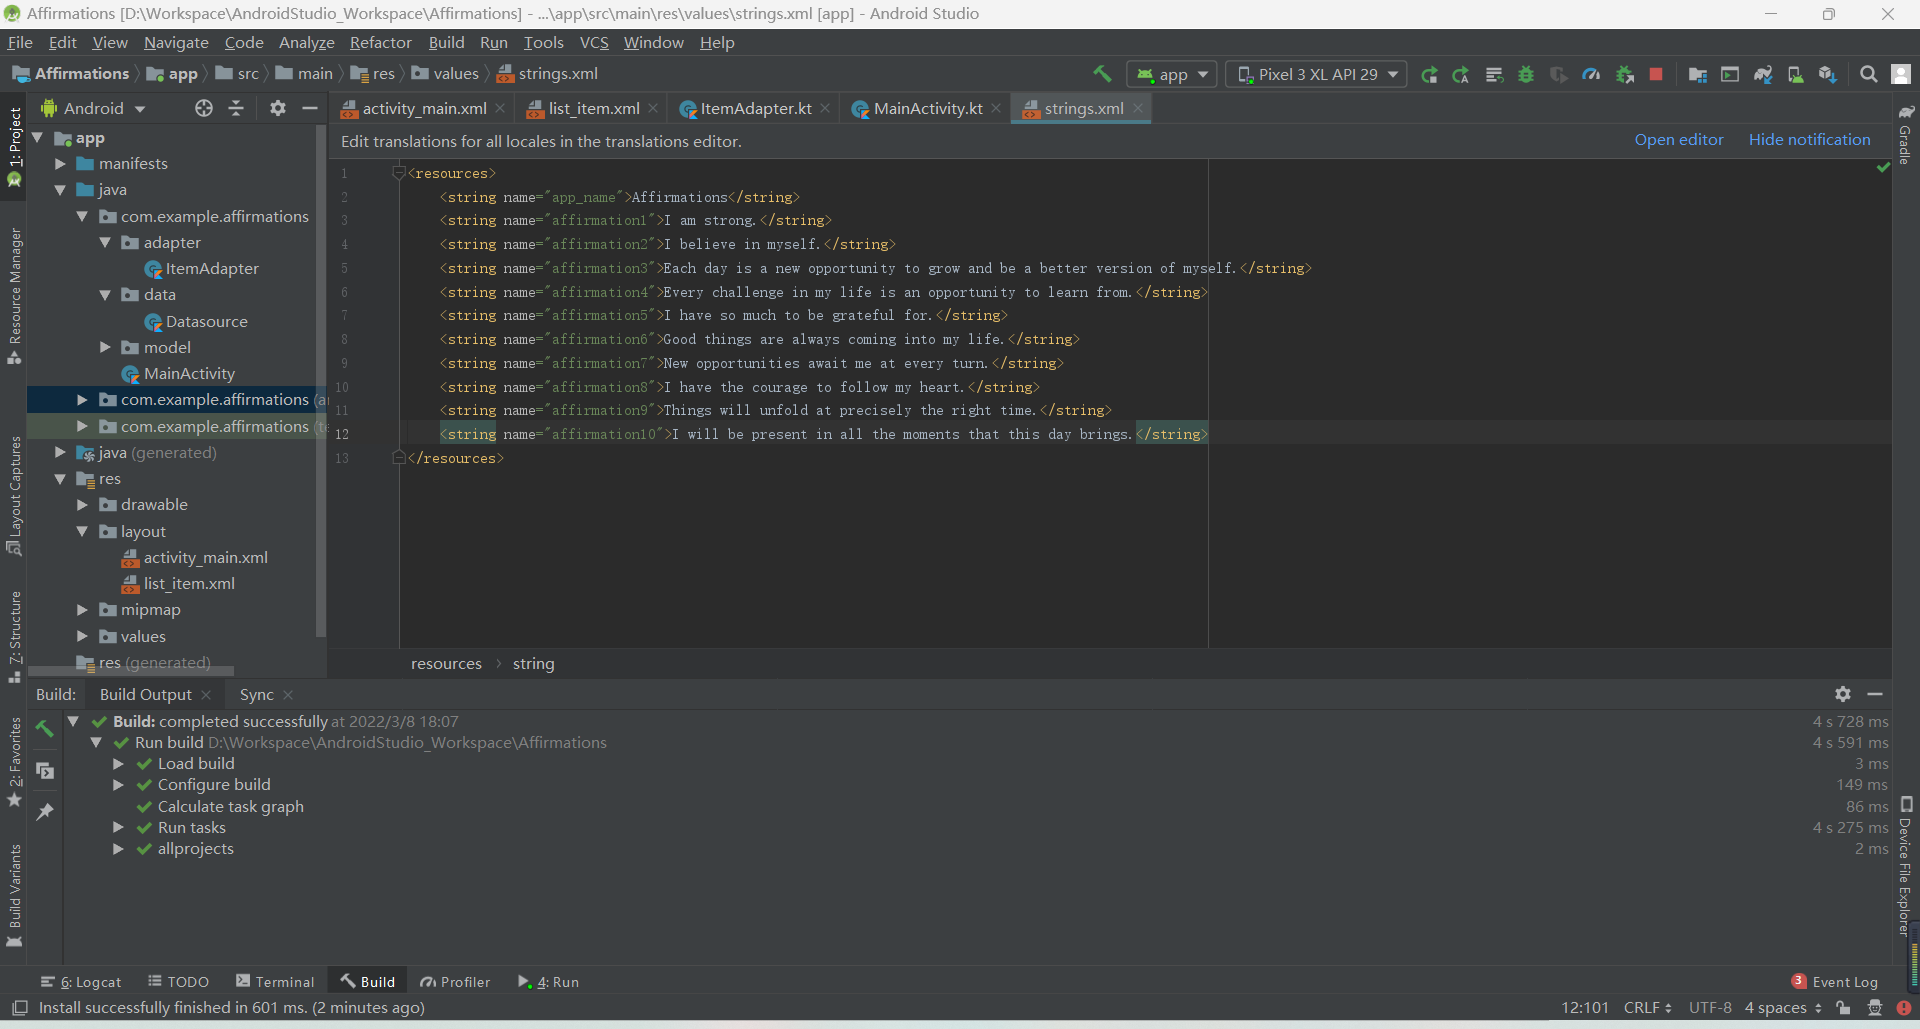 Affirmations [D:\Workspace\AndroidStudio_Workspace\Affirmations] - ...\app\src\main\res\values\strings.xml [app] - Android Studio
File Edit View Navigate Code Analyze Refactor Build Run Tools VCS Window Help
Affirmations app src main res values strings.xml app Pixel 3 XL API 29
Android activity_main.xml list_item.xml ItemAdapter.kt MainActivity.kt strings.xml
Edit translations for all locales in the translations editor. Open editor Hide notification
1: Project
Resource Manager
Layout Captures
Z: Structure
2: Favorites
Build Variants
app
manifests
java
com.example.affirmations
adapter
ItemAdapter
data
Datasource
model
MainActivity
com.example.affirmations (a
com.example.affirmations (te
java (generated)
res
drawable
layout
activity_main.xml
list_item.xml
mipmap
values
res (generated)
1 <resources>
2 <string name="app_name">Affirmations</string>
3 <string name="affirmation1">I am strong.</string>
4 <string name="affirmation2">I believe in myself.</string>
5 <string name="affirmation3">Each day is a new opportunity to grow and be a better version of myself.</string>
6 <string name="affirmation4">Every challenge in my life is an opportunity to learn from.</string>
7 <string name="affirmation5">I have so much to be grateful for.</string>
8 <string name="affirmation6">Good things are always coming into my life.</string>
9 <string name="affirmation7">New opportunities await me at every turn.</string>
10 <string name="affirmation8">I have the courage to follow my heart.</string>
11 <string name="affirmation9">Things will unfold at precisely the right time.</string>
12 <string name="affirmation10">I will be present in all the moments that this day brings.</string>
13 </resources>
resources › string
Gradle
Device File Explorer
Build: Build Output Sync
Build: completed successfully at 2022/3/8 18:07 4 s 728 ms
Run build D:\Workspace\AndroidStudio_Workspace\Affirmations 4 s 591 ms
Load build 3 ms
Configure build 149 ms
Calculate task graph 86 ms
Run tasks 4 s 275 ms
allprojects 2 ms
6: Logcat TODO Terminal Build Profiler 4: Run 3 Event Log
Install successfully finished in 601 ms. (2 minutes ago) 12:101 CRLF UTF-8 4 spaces